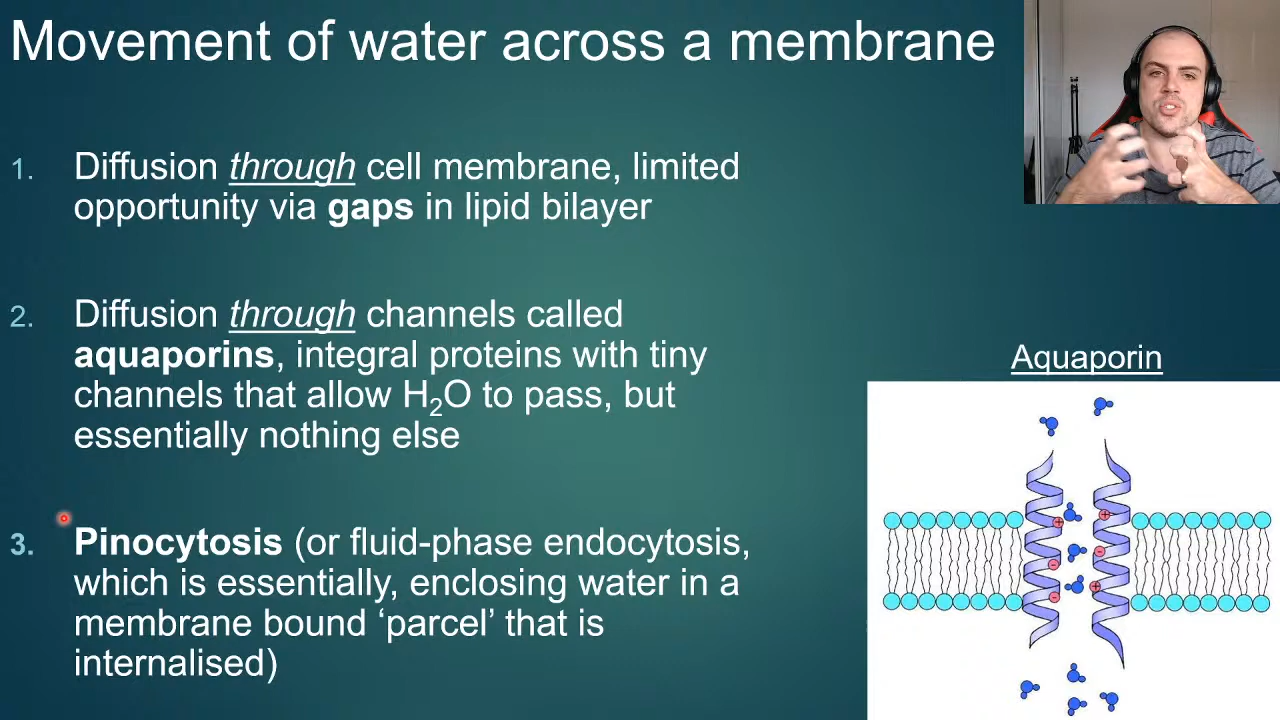 Movement of water across a membrane
1. Diffusion through cell membrane, limited
opportunity via gaps in lipid bilayer
2. Diffusion through channels called
aquaporins, integral proteins with tiny
channels that allow H₂O to pass, but
essentially nothing else
3. Pinocytosis (or fluid-phase endocytosis,
which is essentially, enclosing water in a
membrane bound ‘parcel’ that is
internalised)
Aquaporin
+
+
-
-
+
-